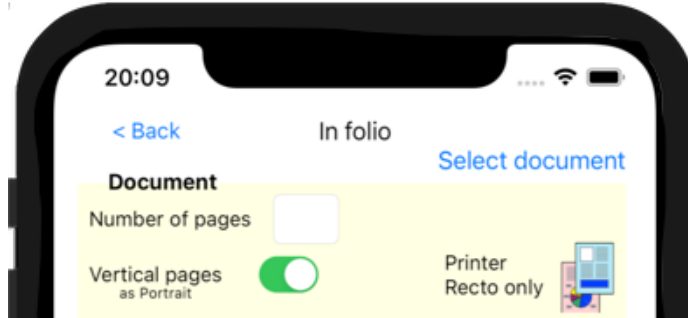 20:09
< Back
In folio
Select document
Document
Number of pages
Vertical pages
as Portrait
Printer
Recto only